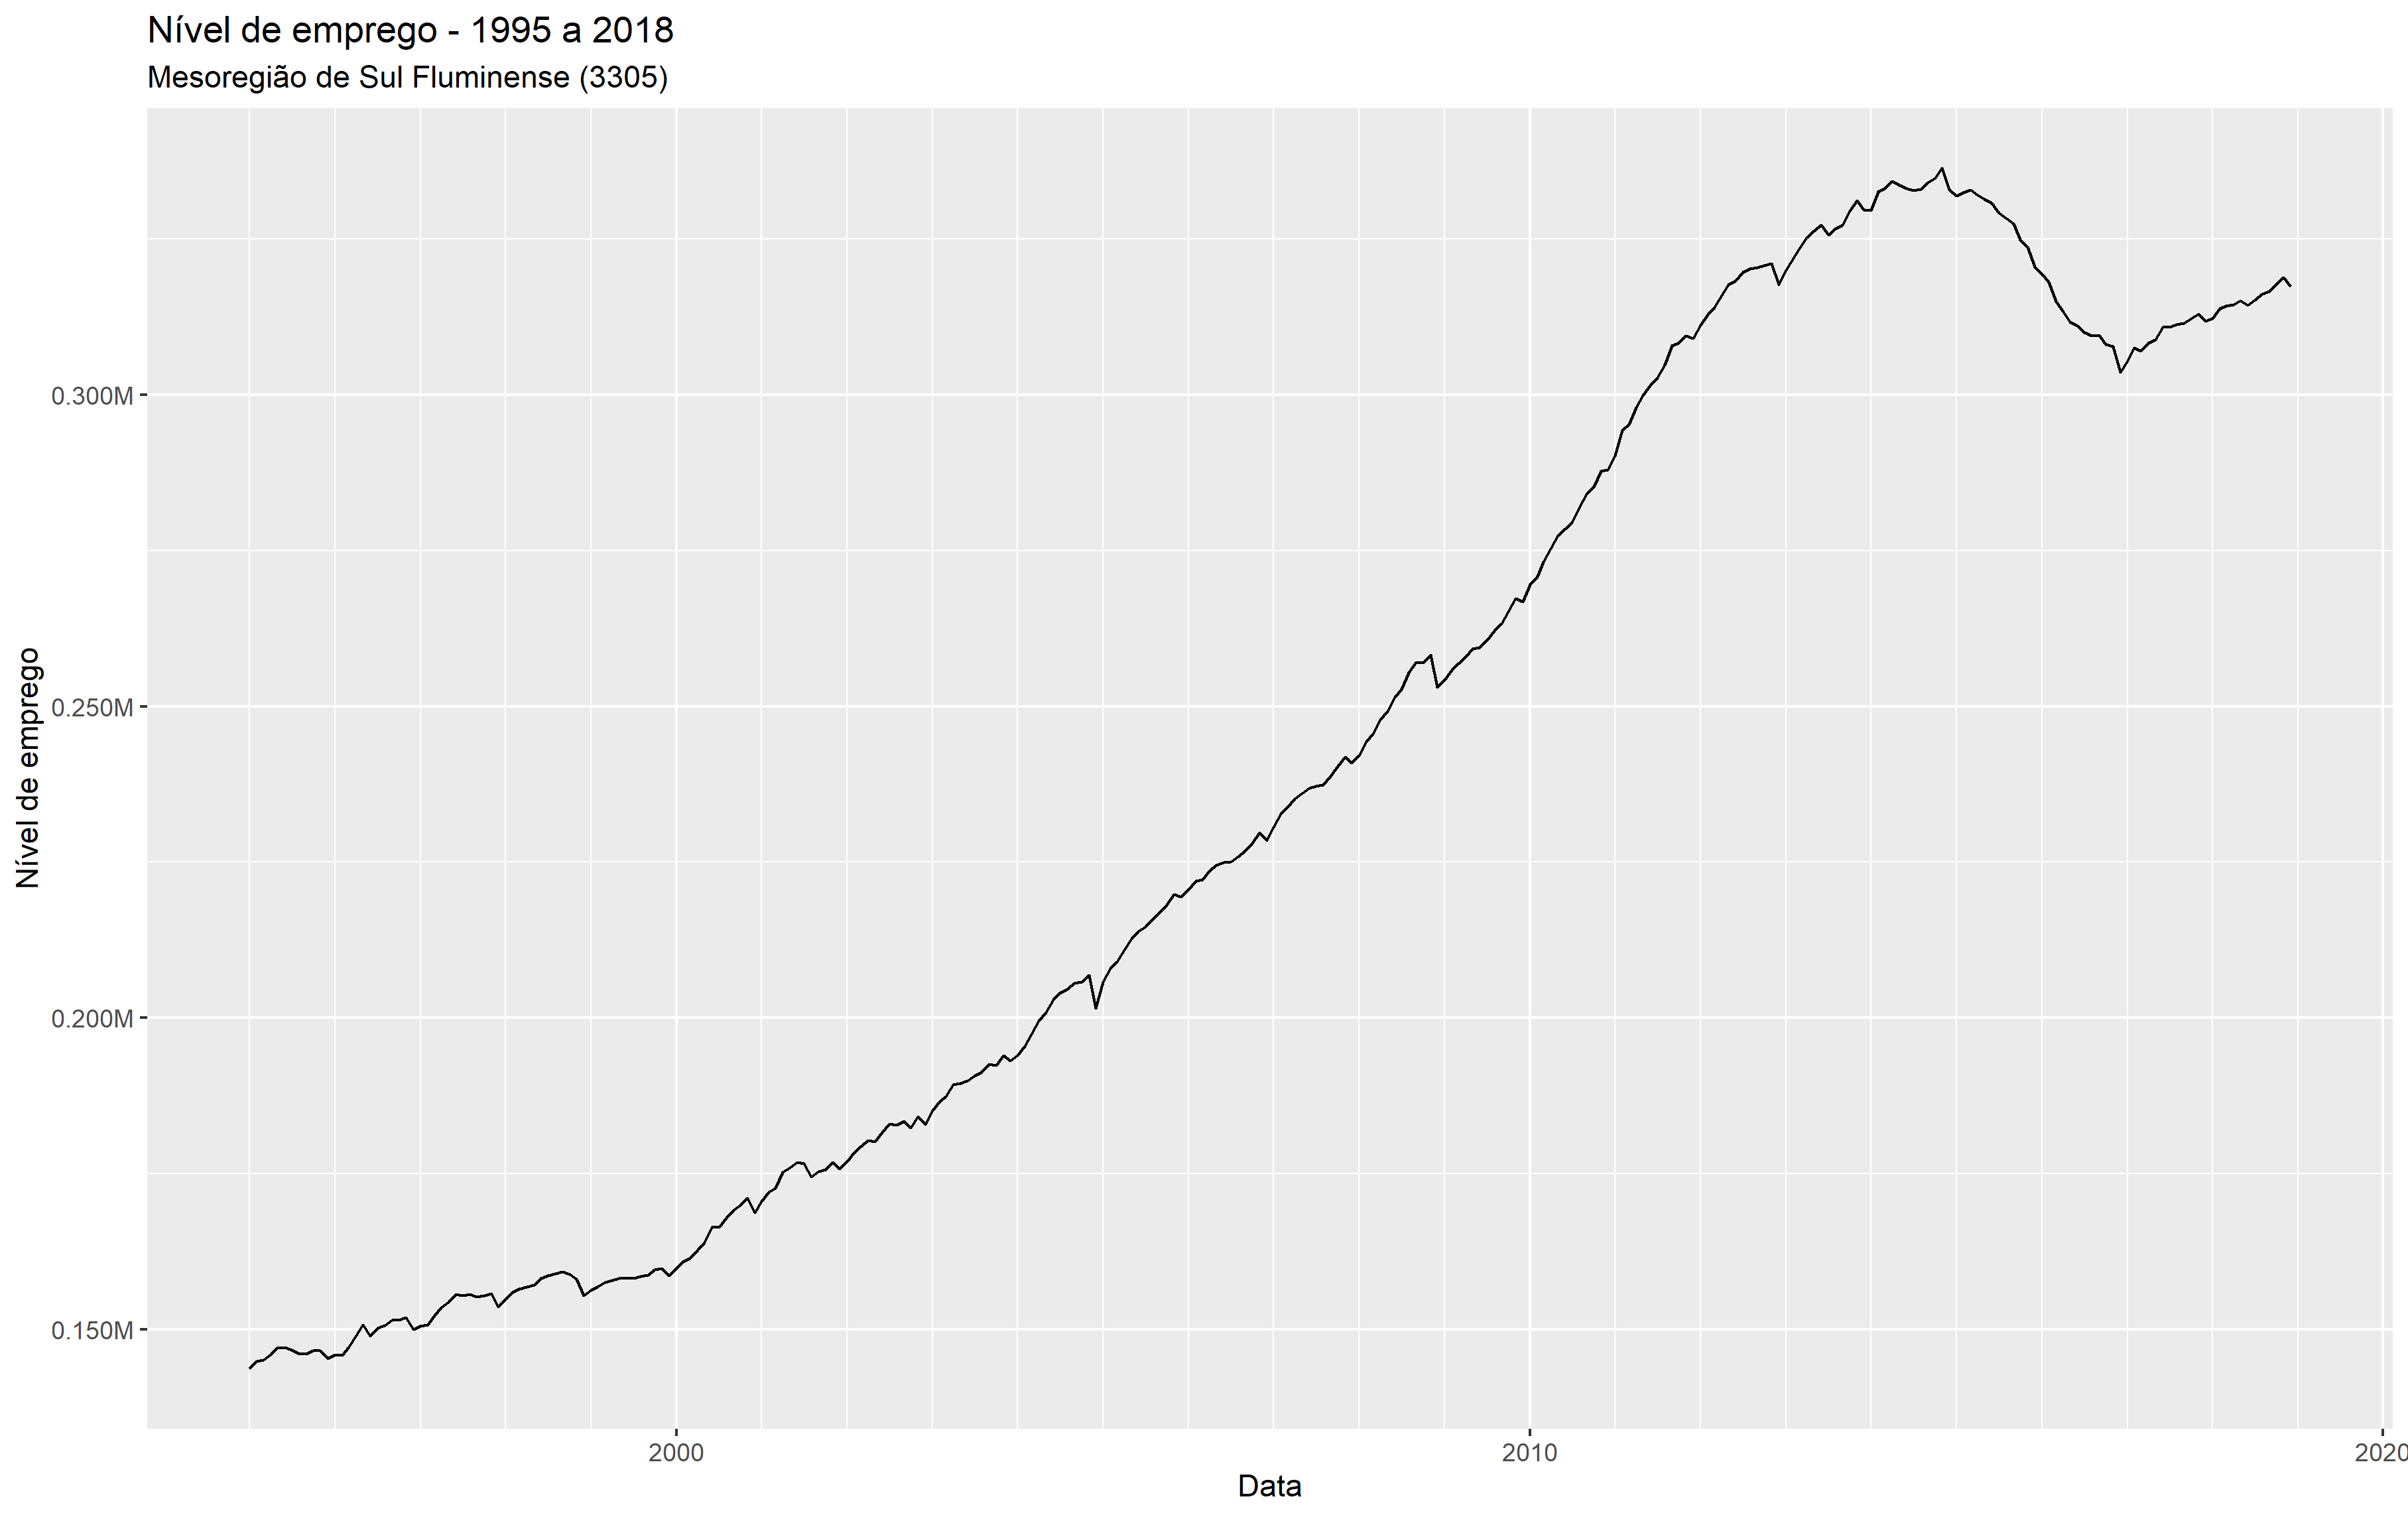 Nível de emprego - 1995 a 2018
Mesoregião de Sul Fluminense (3305)
Nível de emprego
0.300M
0.250M
0.200M
0.150M
2000
2010
2020
Data